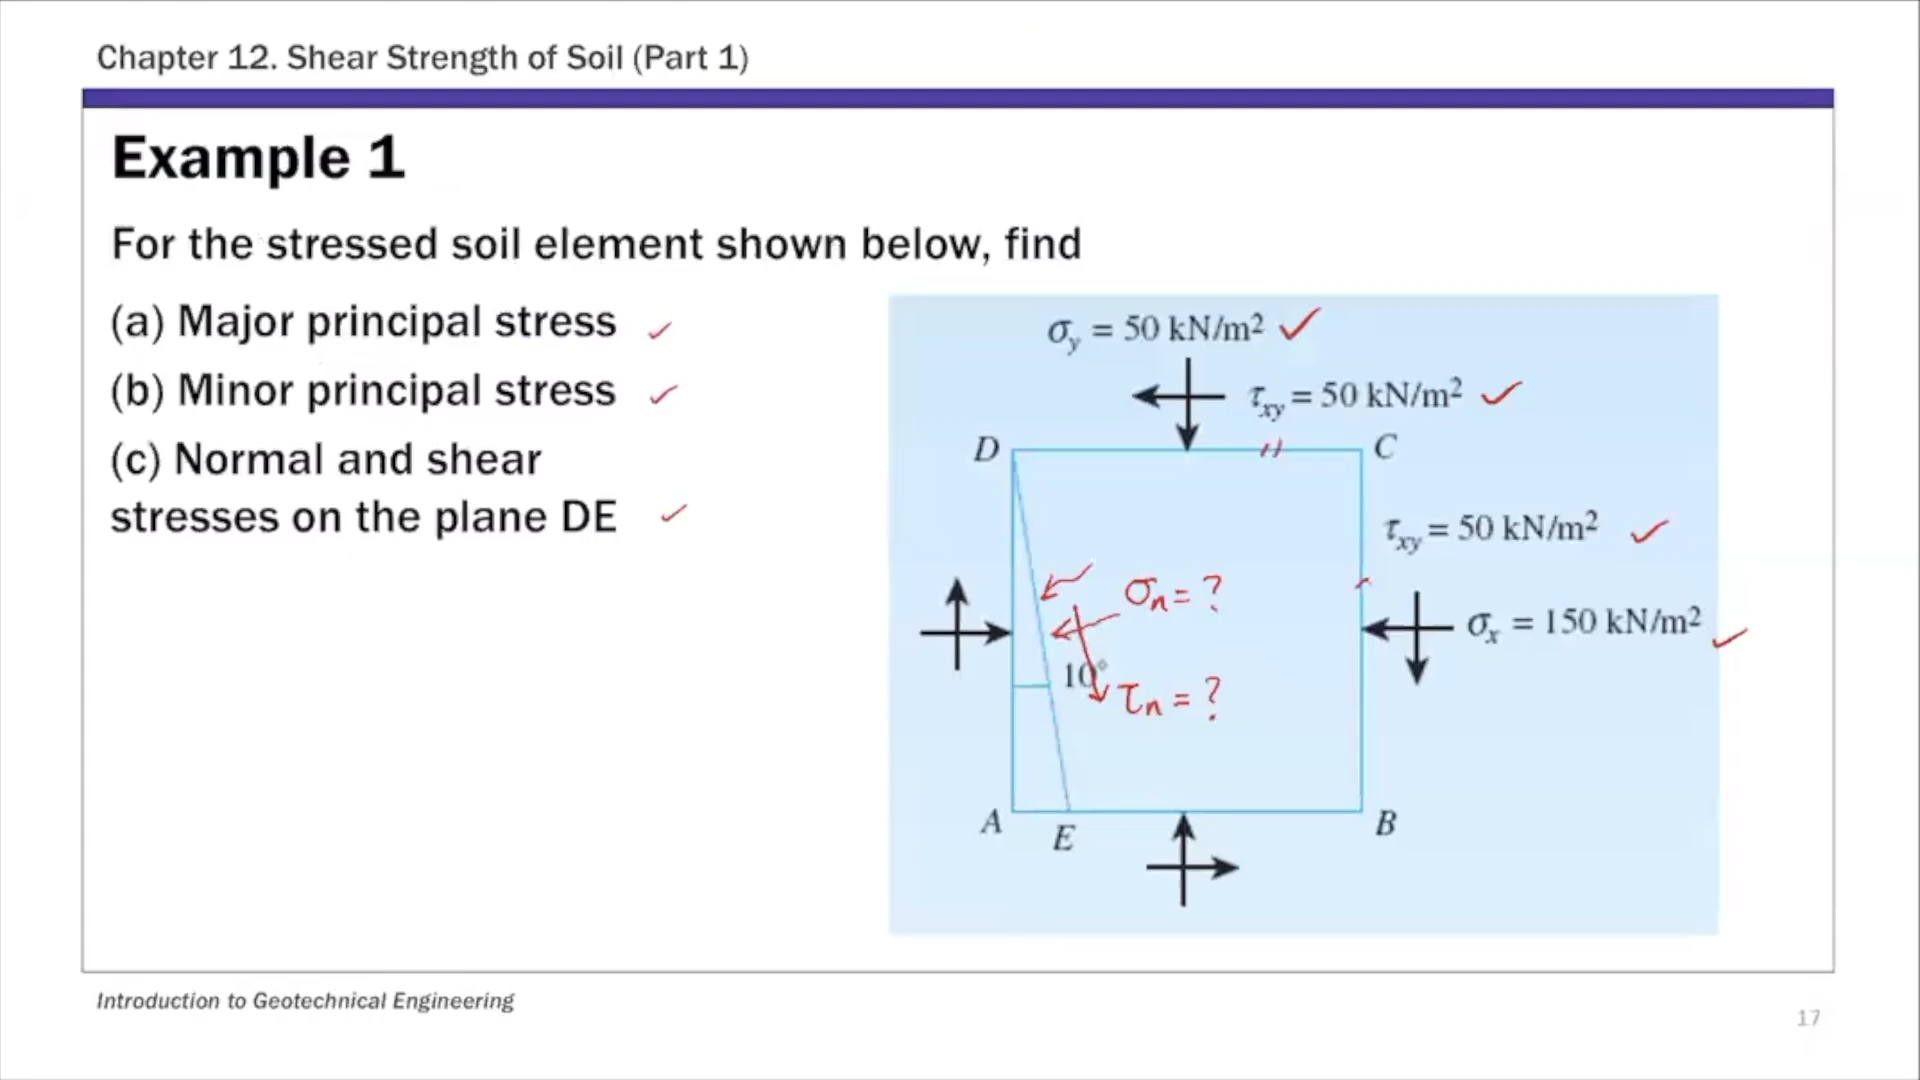 Chapter 12. Shear Strength of Soil (Part 1)
Example 1
For the stressed soil element shown below, find
(a) Major principal stress
(b) Minor principal stress
(c) Normal and shear
stresses on the plane DE
σy = 50 kN/m²
τxy = 50 kN/m²
D
C
τxy = 50 kN/m²
σn = ?
σx = 150 kN/m²
10°
τn = ?
A
E
B
Introduction to Geotechnical Engineering
17